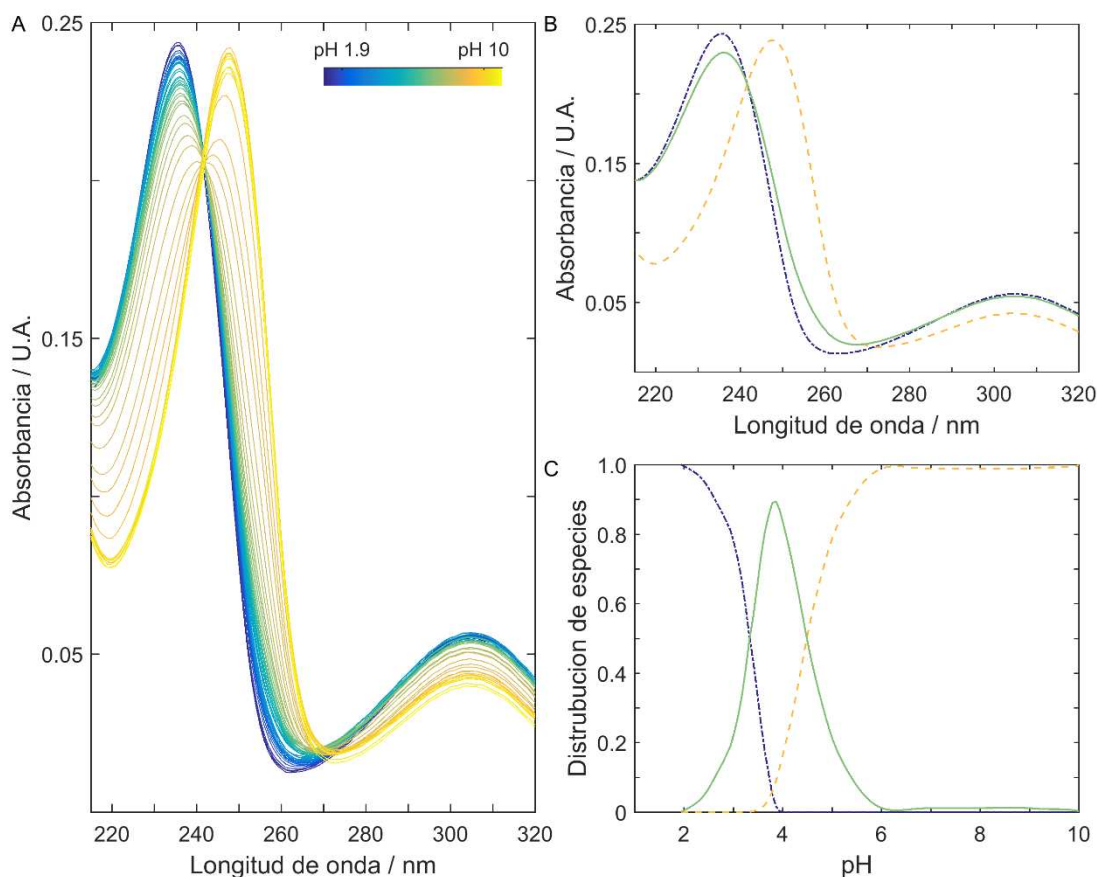 A
0.25
pH 1.9
pH 10
0.15
0.05
Absorbancia / U.A.
220 240 260 280 300 320
Longitud de onda / nm
B
0.25
0.15
0.05
Absorbancia / U.A.
220 240 260 280 300 320
Longitud de onda / nm
C
1.0
0.8
0.6
0.4
0.2
0
Distrubucion de especies
2 4 6 8 10
pH